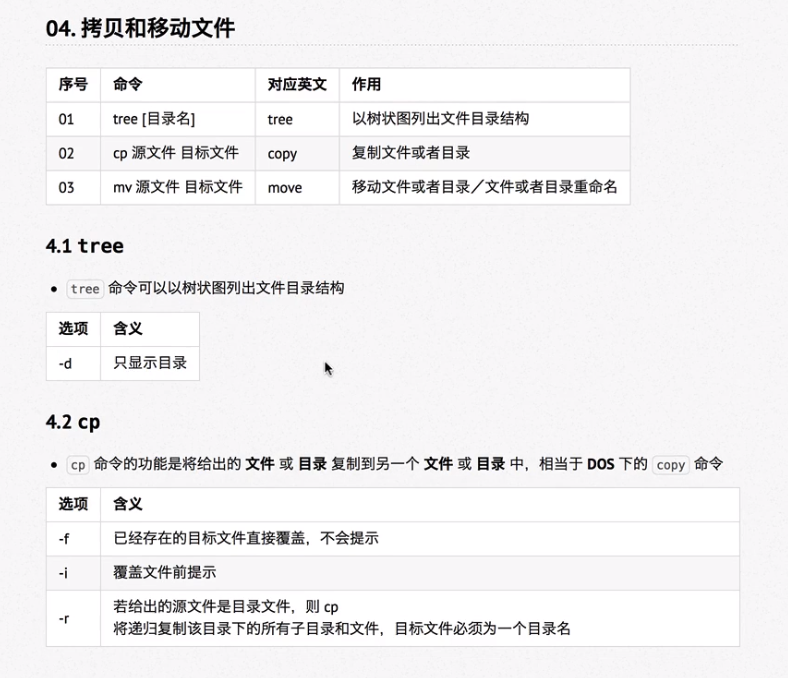 04. 拷贝和移动文件
序号 命令 对应英文 作用
01 tree [目录名] tree 以树状图列出文件目录结构
02 cp 源文件 目标文件 copy 复制文件或者目录
03 mv 源文件 目标文件 move 移动文件或者目录／文件或者目录重命名
4.1 tree
• tree 命令可以以树状图列出文件目录结构
选项 含义
-d 只显示目录
4.2 cp
• cp 命令的功能是将给出的 文件 或 目录 复制到另一个 文件 或 目录 中，相当于 DOS 下的 copy 命令
选项 含义
-f 已经存在的目标文件直接覆盖，不会提示
-i 覆盖文件前提示
-r 若给出的源文件是目录文件，则 cp
将递归复制该目录下的所有子目录和文件，目标文件必须为一个目录名